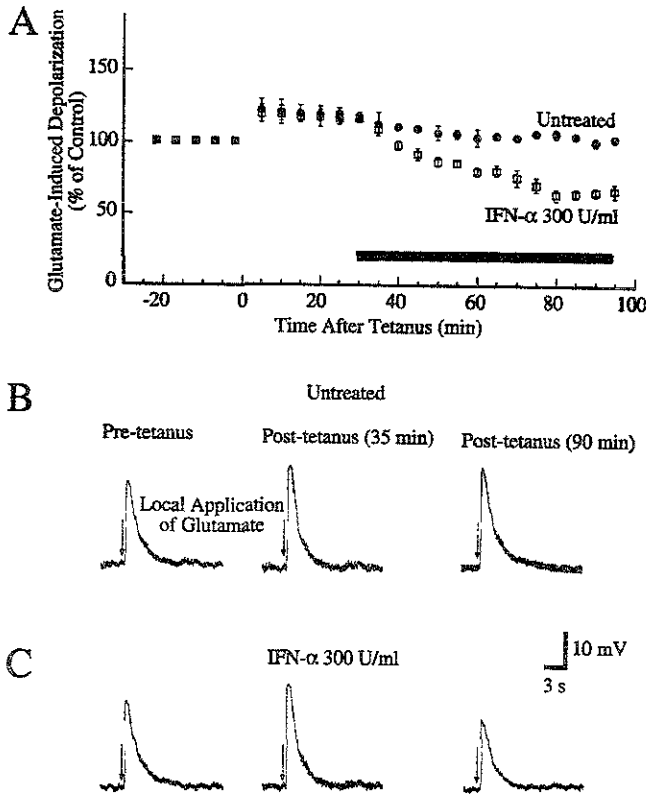 A
Glutamate-Induced Depolarization
(% of Control)
150
100
50
0
Untreated
IFN-α 300 U/ml
-20
0
20
40
60
80
100
Time After Tetanus (min)
B
Untreated
Pre-tetanus
Post-tetanus (35 min)
Post-tetanus (90 min)
Local Application
of Glutamate
C
IFN-α 300 U/ml
10 mV
3 s